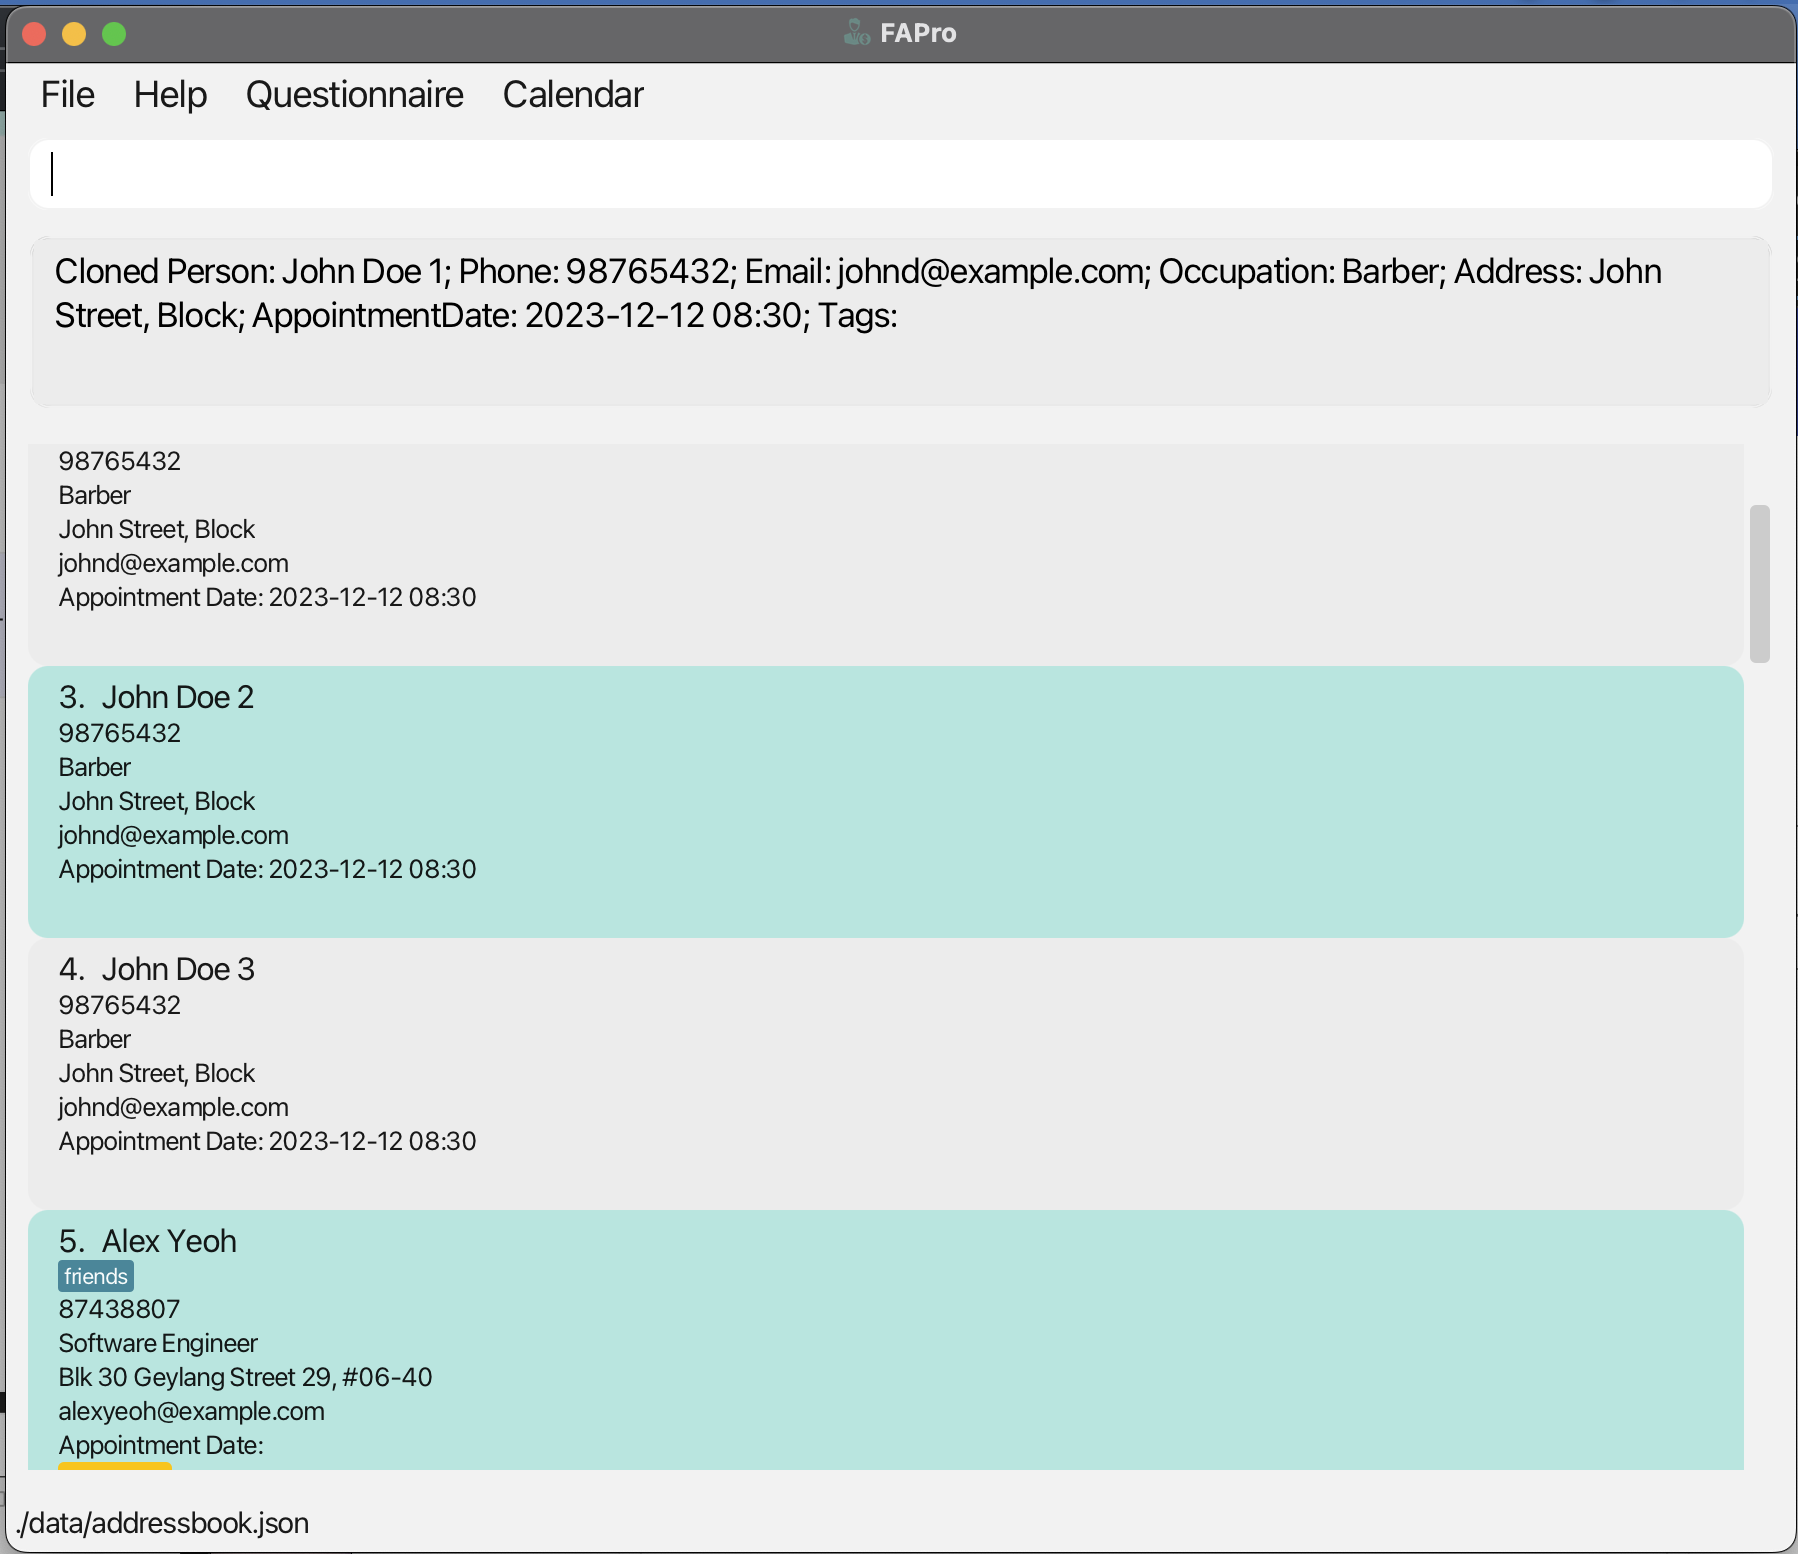 FAPro
File Help Questionnaire Calendar
Cloned Person: John Doe 1; Phone: 98765432; Email: johnd@example.com; Occupation: Barber; Address: John
Street, Block; AppointmentDate: 2023-12-12 08:30; Tags:
98765432
Barber
John Street, Block
johnd@example.com
Appointment Date: 2023-12-12 08:30
3. John Doe 2
98765432
Barber
John Street, Block
johnd@example.com
Appointment Date: 2023-12-12 08:30
4. John Doe 3
98765432
Barber
John Street, Block
johnd@example.com
Appointment Date: 2023-12-12 08:30
5. Alex Yeoh
friends
87438807
Software Engineer
Blk 30 Geylang Street 29, #06-40
alexyeoh@example.com
Appointment Date:
./data/addressbook.json